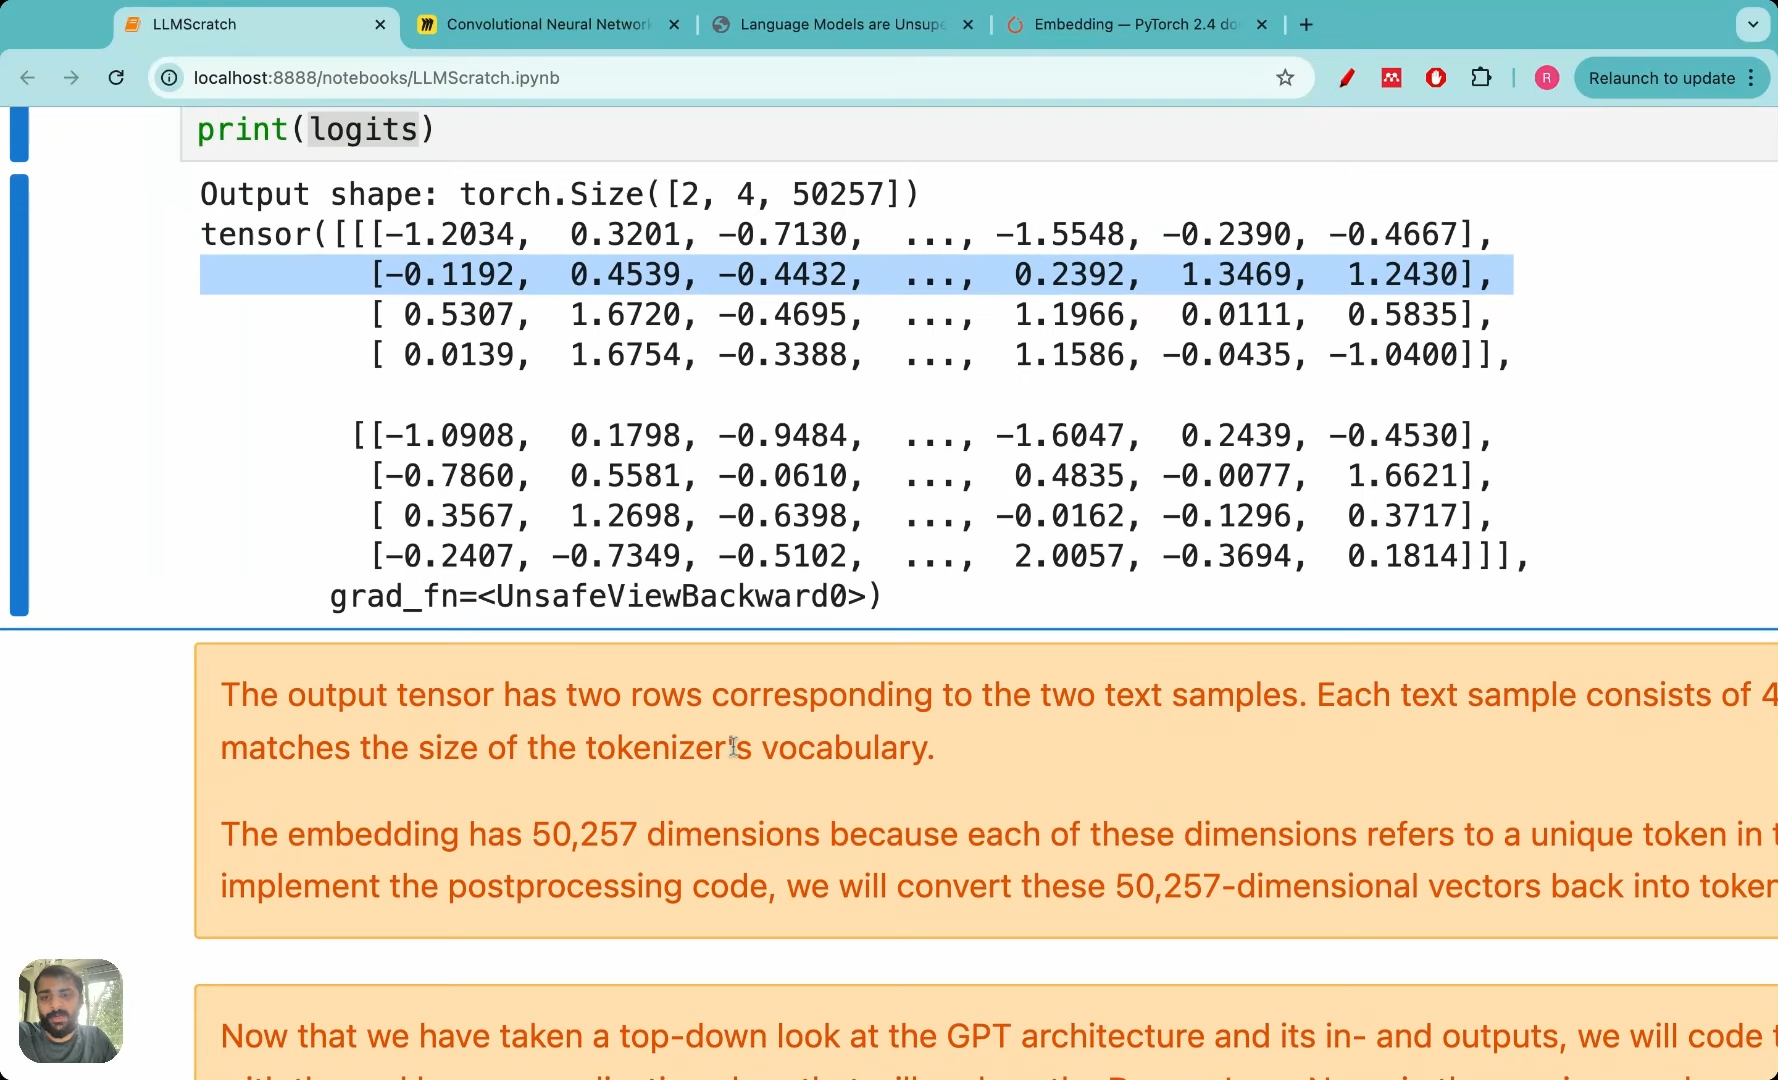 LLMScratch
Convolutional Neural Network
Language Models are Unsupe
Embedding — PyTorch 2.4 do
localhost:8888/notebooks/LLMScratch.ipynb
R
Relaunch to update
print(logits)
Output shape: torch.Size([2, 4, 50257])
tensor([[[-1.2034,  0.3201, -0.7130,  ..., -1.5548, -0.2390, -0.4667],
[-0.1192,  0.4539, -0.4432,  ...,  0.2392,  1.3469,  1.2430],
[ 0.5307,  1.6720, -0.4695,  ...,  1.1966,  0.0111,  0.5835],
[ 0.0139,  1.6754, -0.3388,  ...,  1.1586, -0.0435, -1.0400]],
[[-1.0908,  0.1798, -0.9484,  ..., -1.6047,  0.2439, -0.4530],
[-0.7860,  0.5581, -0.0610,  ...,  0.4835, -0.0077,  1.6621],
[ 0.3567,  1.2698, -0.6398,  ..., -0.0162, -0.1296,  0.3717],
[-0.2407, -0.7349, -0.5102,  ...,  2.0057, -0.3694,  0.1814]]],
grad_fn=<UnsafeViewBackward0>)
The output tensor has two rows corresponding to the two text samples. Each text sample consists of 4
matches the size of the tokenizer's vocabulary.
The embedding has 50,257 dimensions because each of these dimensions refers to a unique token in t
implement the postprocessing code, we will convert these 50,257-dimensional vectors back into token
Now that we have taken a top-down look at the GPT architecture and its in- and outputs, we will code t